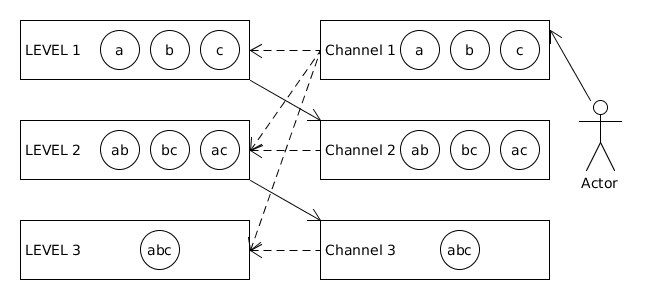 LEVEL 1 a b c
Channel 1 a b c
LEVEL 2 ab bc ac
Channel 2 ab bc ac
Actor
LEVEL 3 abc
Channel 3 abc